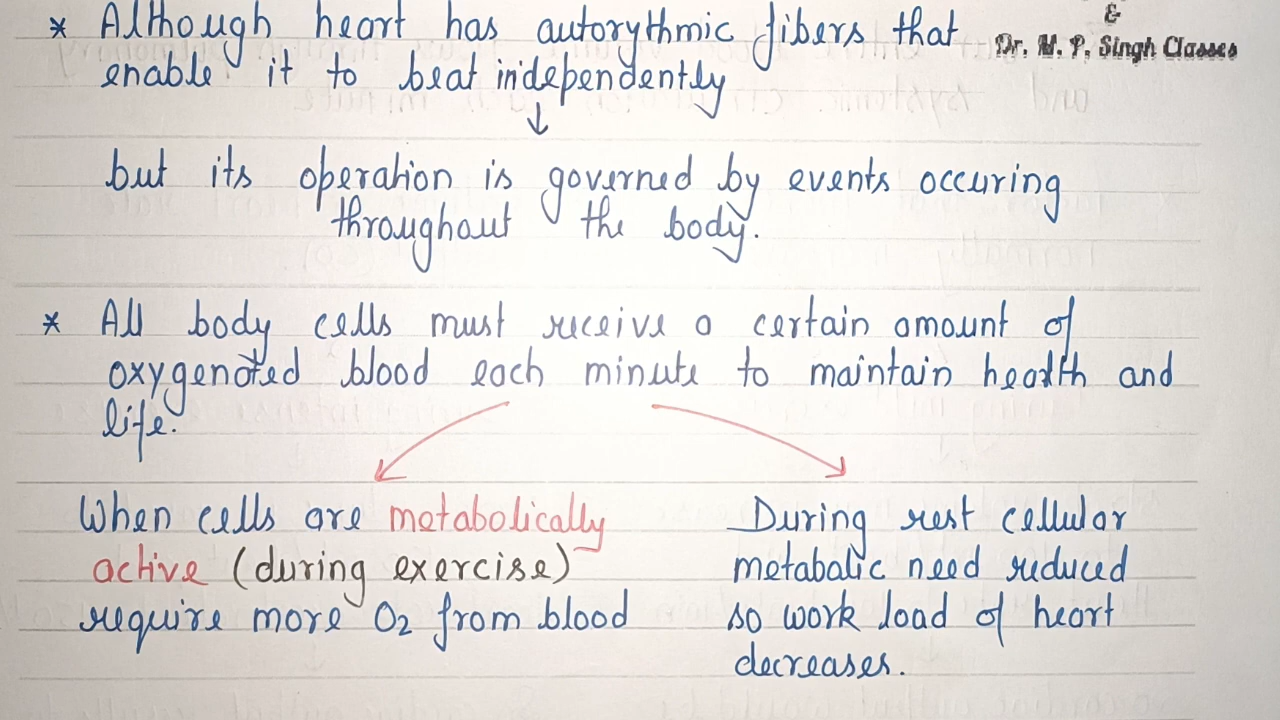 &
Dr. M. P. Singh Classes
* Although heart has autorythmic fibers that
enable it to beat independently
↓
but its operation is governed by events occuring
throughout the body.
* All body cells must receive a certain amount of
oxygenated blood each minute to maintain health and
life.
When cells are metabolically
active (during exercise)
require more O₂ from blood
During rest cellular
metabalic need reduced
so work load of heart
decreases.